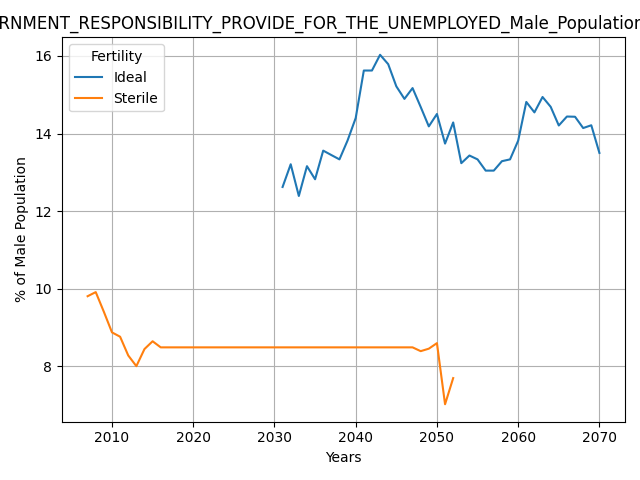 RNMENT_RESPONSIBILITY_PROVIDE_FOR_THE_UNEMPLOYED_Male_Population
Fertility
Ideal
Sterile
% of Male Population
16
14
12
10
8
2010 2020 2030 2040 2050 2060 2070
Years